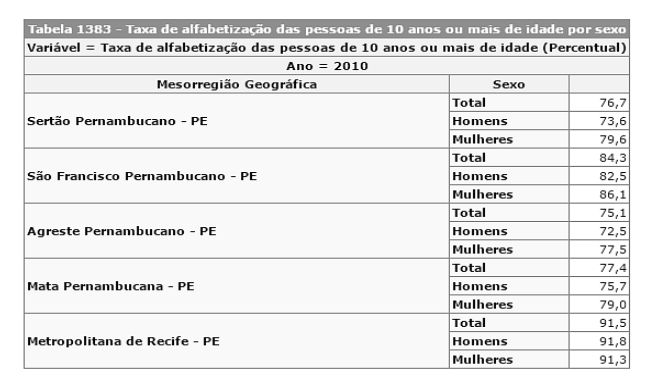 Tabela 1383 - Taxa de alfabetização das pessoas de 10 anos ou mais de idade por sexo
Variável = Taxa de alfabetização das pessoas de 10 anos ou mais de idade (Percentual)
Ano = 2010
Mesorregião Geográfica Sexo
Sertão Pernambucano - PE
Total 76,7
Homens 73,6
Mulheres 79,6
São Francisco Pernambucano - PE
Total 84,3
Homens 82,5
Mulheres 86,1
Agreste Pernambucano - PE
Total 75,1
Homens 72,5
Mulheres 77,5
Mata Pernambucana - PE
Total 77,4
Homens 75,7
Mulheres 79,0
Metropolitana de Recife - PE
Total 91,5
Homens 91,8
Mulheres 91,3